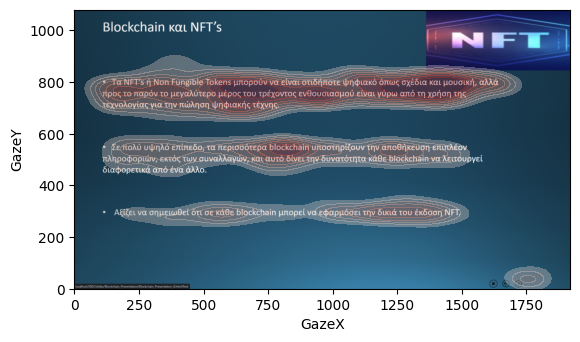 Blockchain και NFT’s
NFT
• Τα NFT's ή Non Fungible Tokens μπορούν να είναι οτιδήποτε ψηφιακό όπως σχέδια και μουσική, αλλά
προς το παρόν το μεγαλύτερο μέρος του τρέχοντος ενθουσιασμού είναι γύρω από τη χρήση της
τεχνολογίας για την πώληση ψηφιακής τέχνης.
• Σε πολύ υψηλό επίπεδο, τα περισσότερα blockchain υποστηρίζουν την αποθήκευση επιπλέον
πληροφοριών, εκτός των συναλλαγών, και αυτό δίνει την δυνατότητα κάθε blockchain να λειτουργεί
διαφορετικά από ένα άλλο.
• Αξίζει να σημειωθεί ότι σε κάθε blockchain μπορεί να εφαρμόσει την δικιά του έκδοση NFT.
GazeY
1000
800
600
400
200
0
0 250 500 750 1000 1250 1500 1750
GazeX